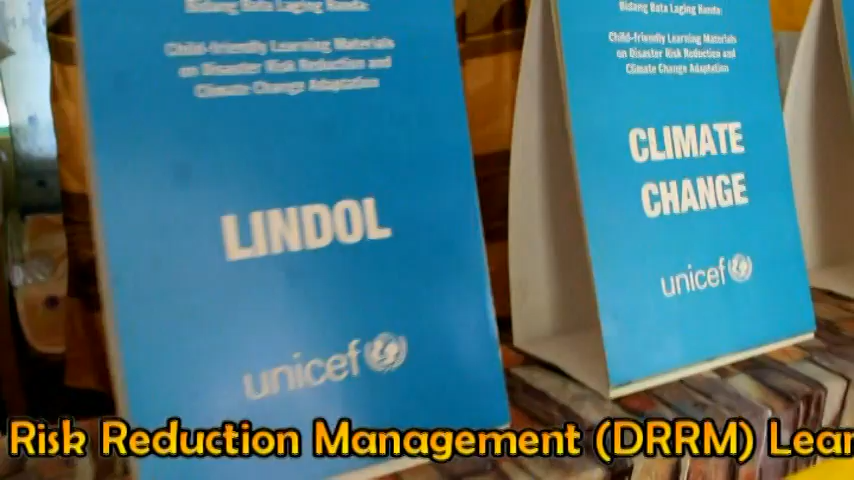 Bidang Bata Laging Handa:
Child-friendly Learning Materials
on Disaster Risk Reduction and
Climate Change Adaptation
LINDOL
unicef
Bidang Bata Laging Handa:
Child-friendly Learning Materials
on Disaster Risk Reduction and
Climate Change Adaptation
CLIMATE
CHANGE
unicef
Risk Reduction Management (DRRM) Lear